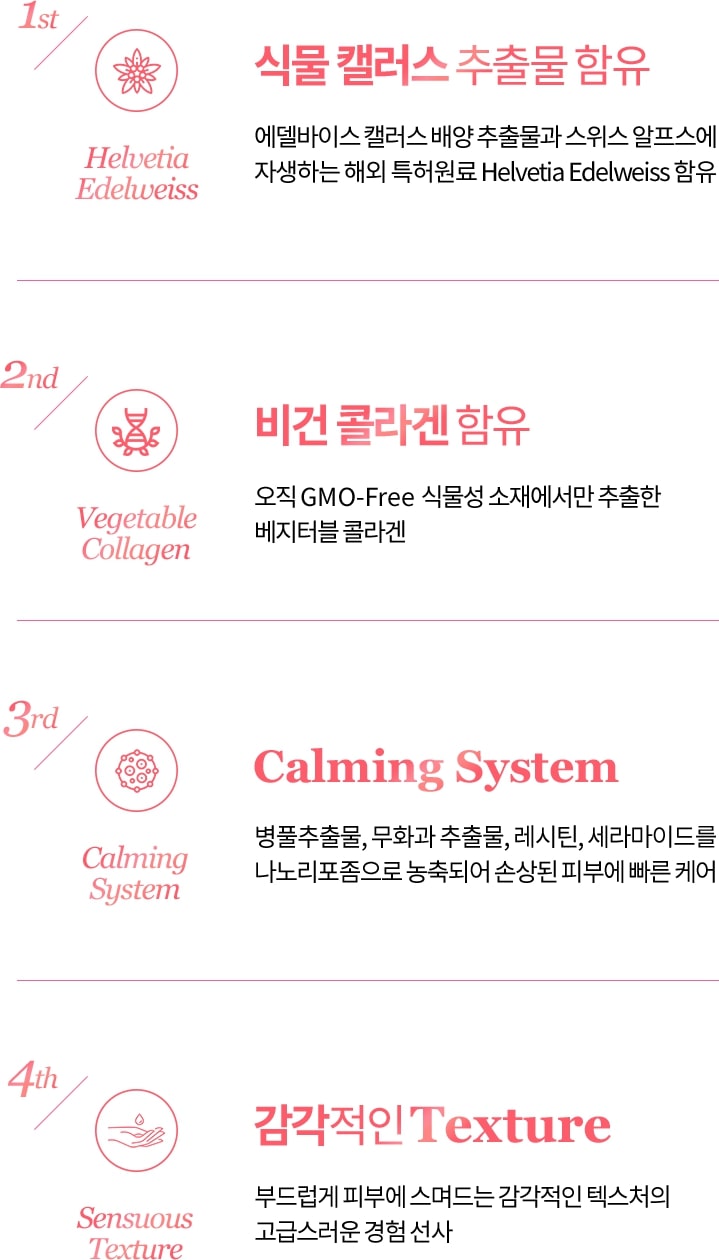 1st
Helvetia
Edelweiss
식물 캘러스 추출물 함유
에델바이스 캘러스 배양 추출물과 스위스 알프스에
자생하는 해외 특허원료 Helvetia Edelweiss 함유
2nd
Vegetable
Collagen
비건 콜라겐 함유
오직 GMO-Free 식물성 소재에서만 추출한
베지터블 콜라겐
3rd
Calming
System
Calming System
병풀추출물, 무화과 추출물, 레시틴, 세라마이드를
나노리포좀으로 농축되어 손상된 피부에 빠른 케어
4th
Sensuous
Texture
감각적인 Texture
부드럽게 피부에 스며드는 감각적인 텍스처의
고급스러운 경험 선사